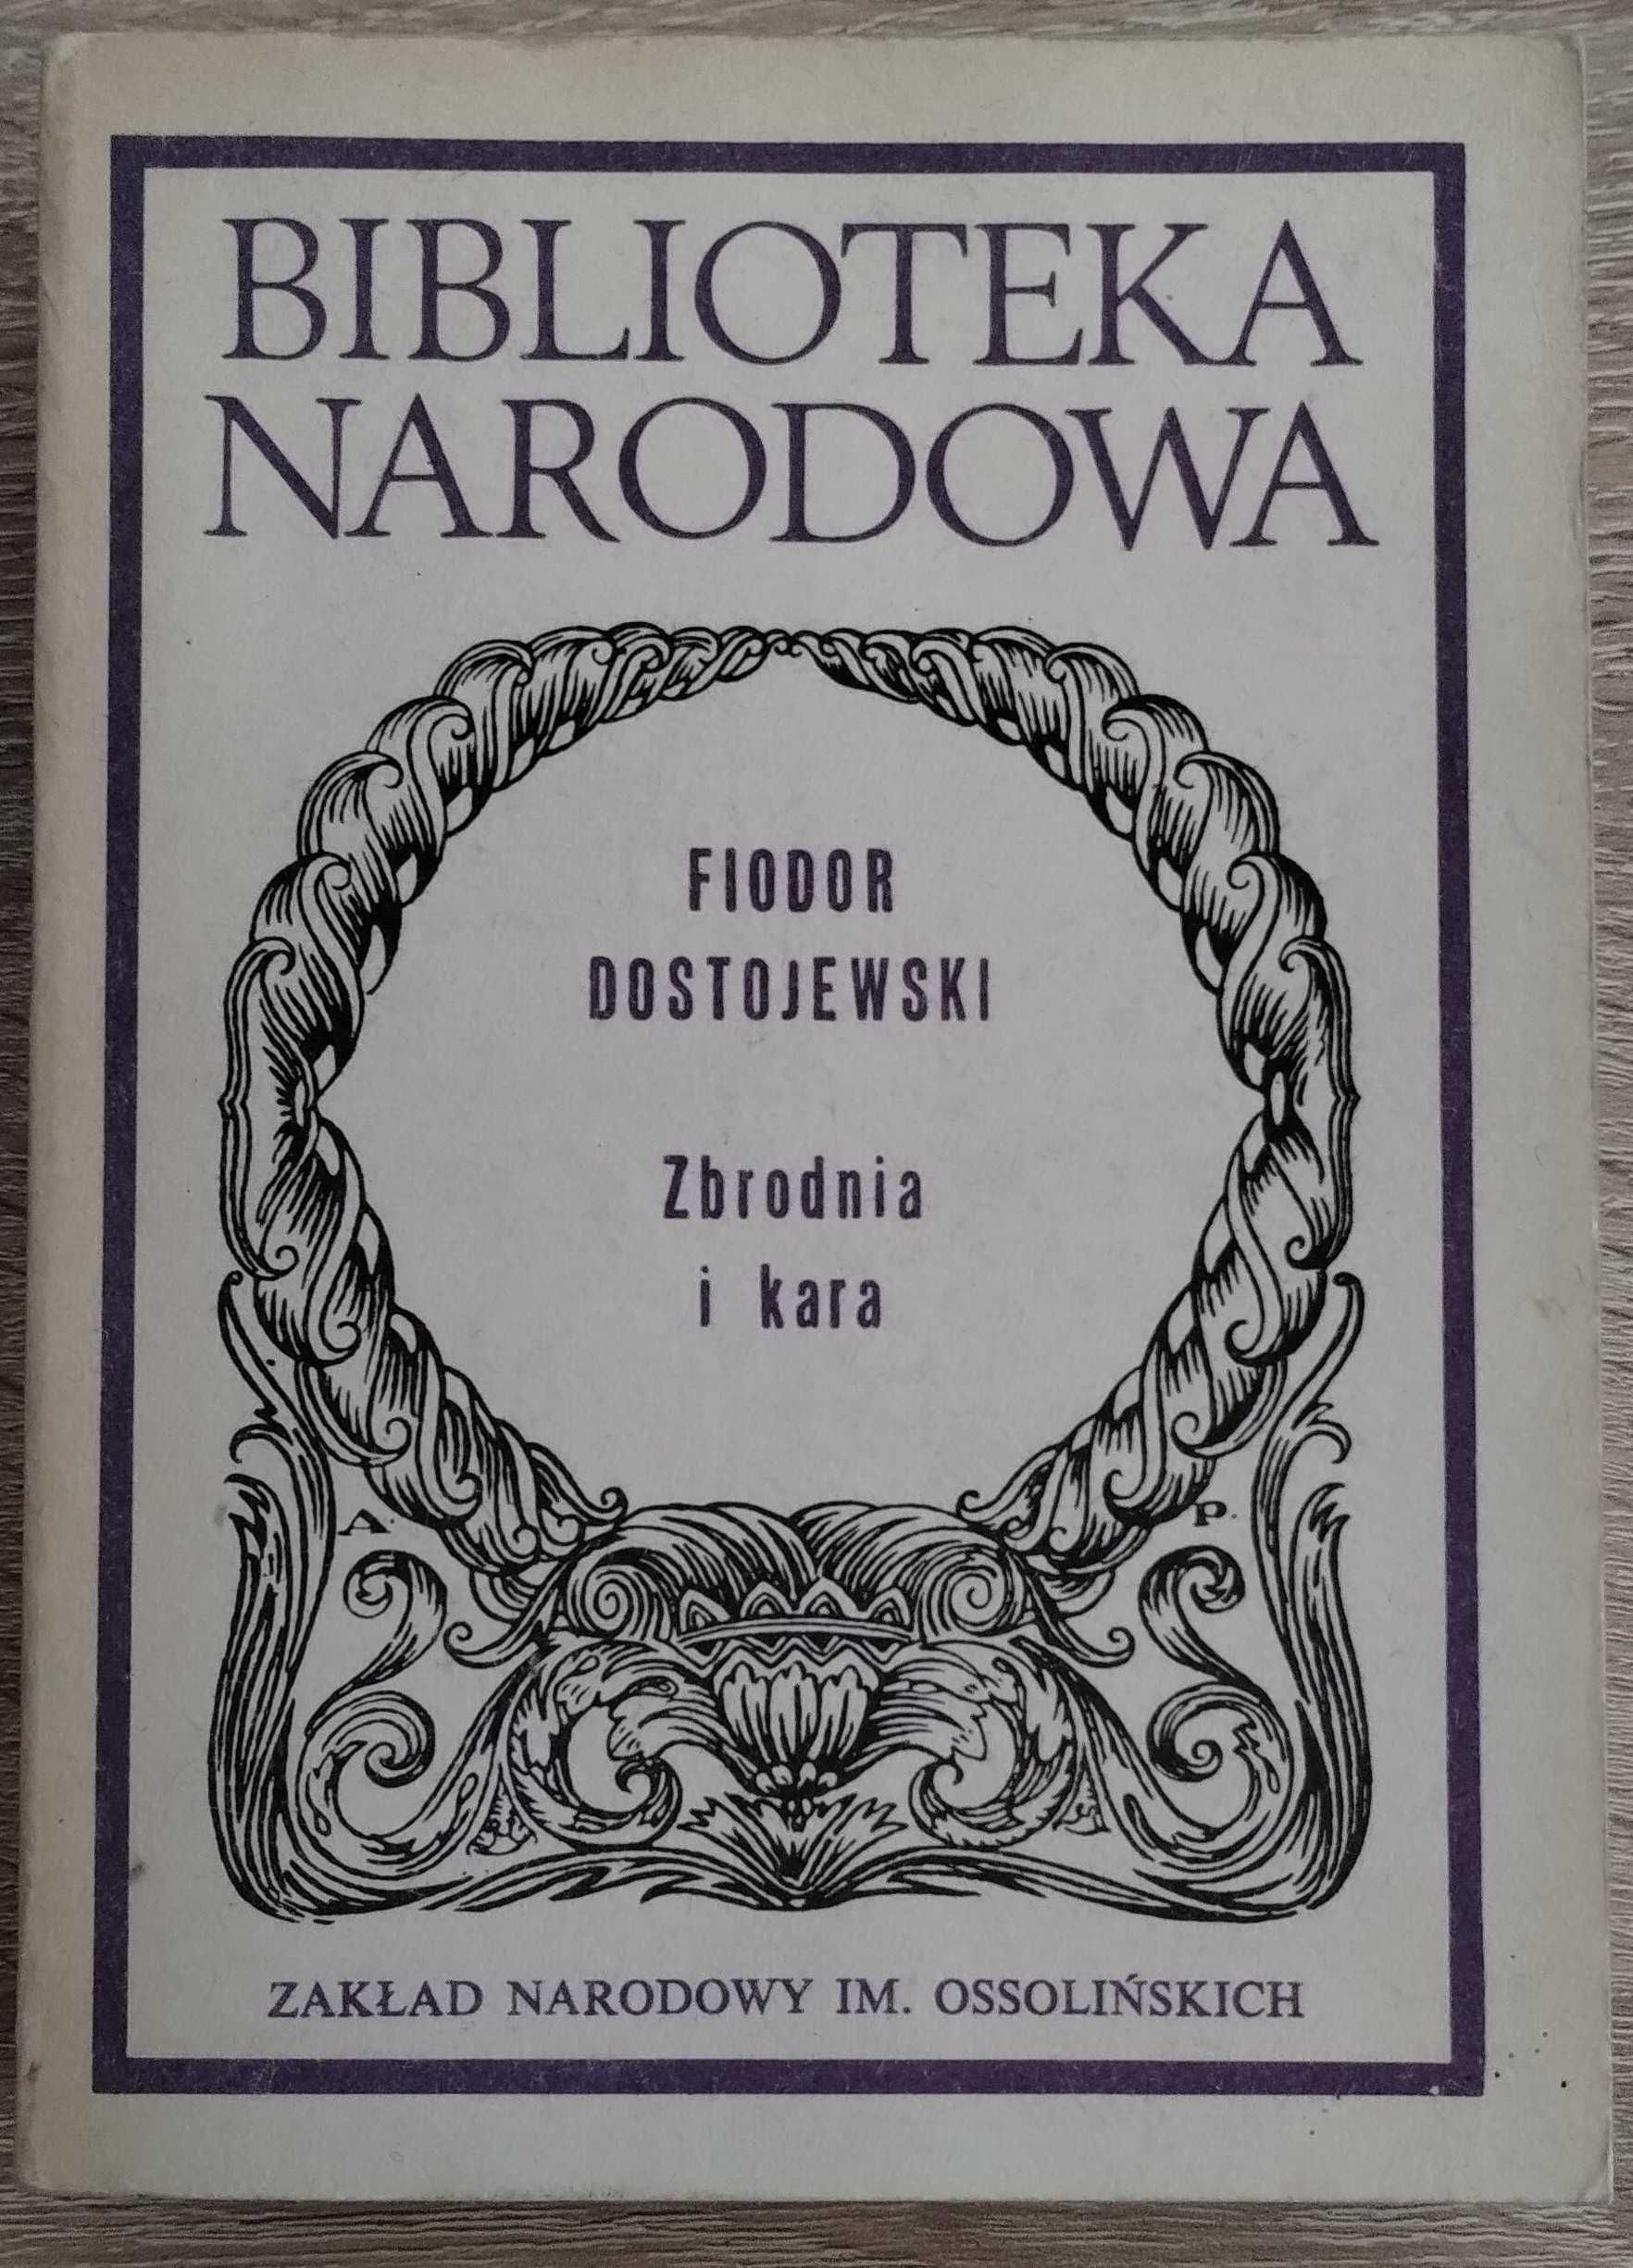 BIBLIOTEKA
NARODOWA
FIODOR
DOSTOJEWSKI
Zbrodnia
i kara
A. P.
ZAKŁAD NARODOWY IM. OSSOLIŃSKICH